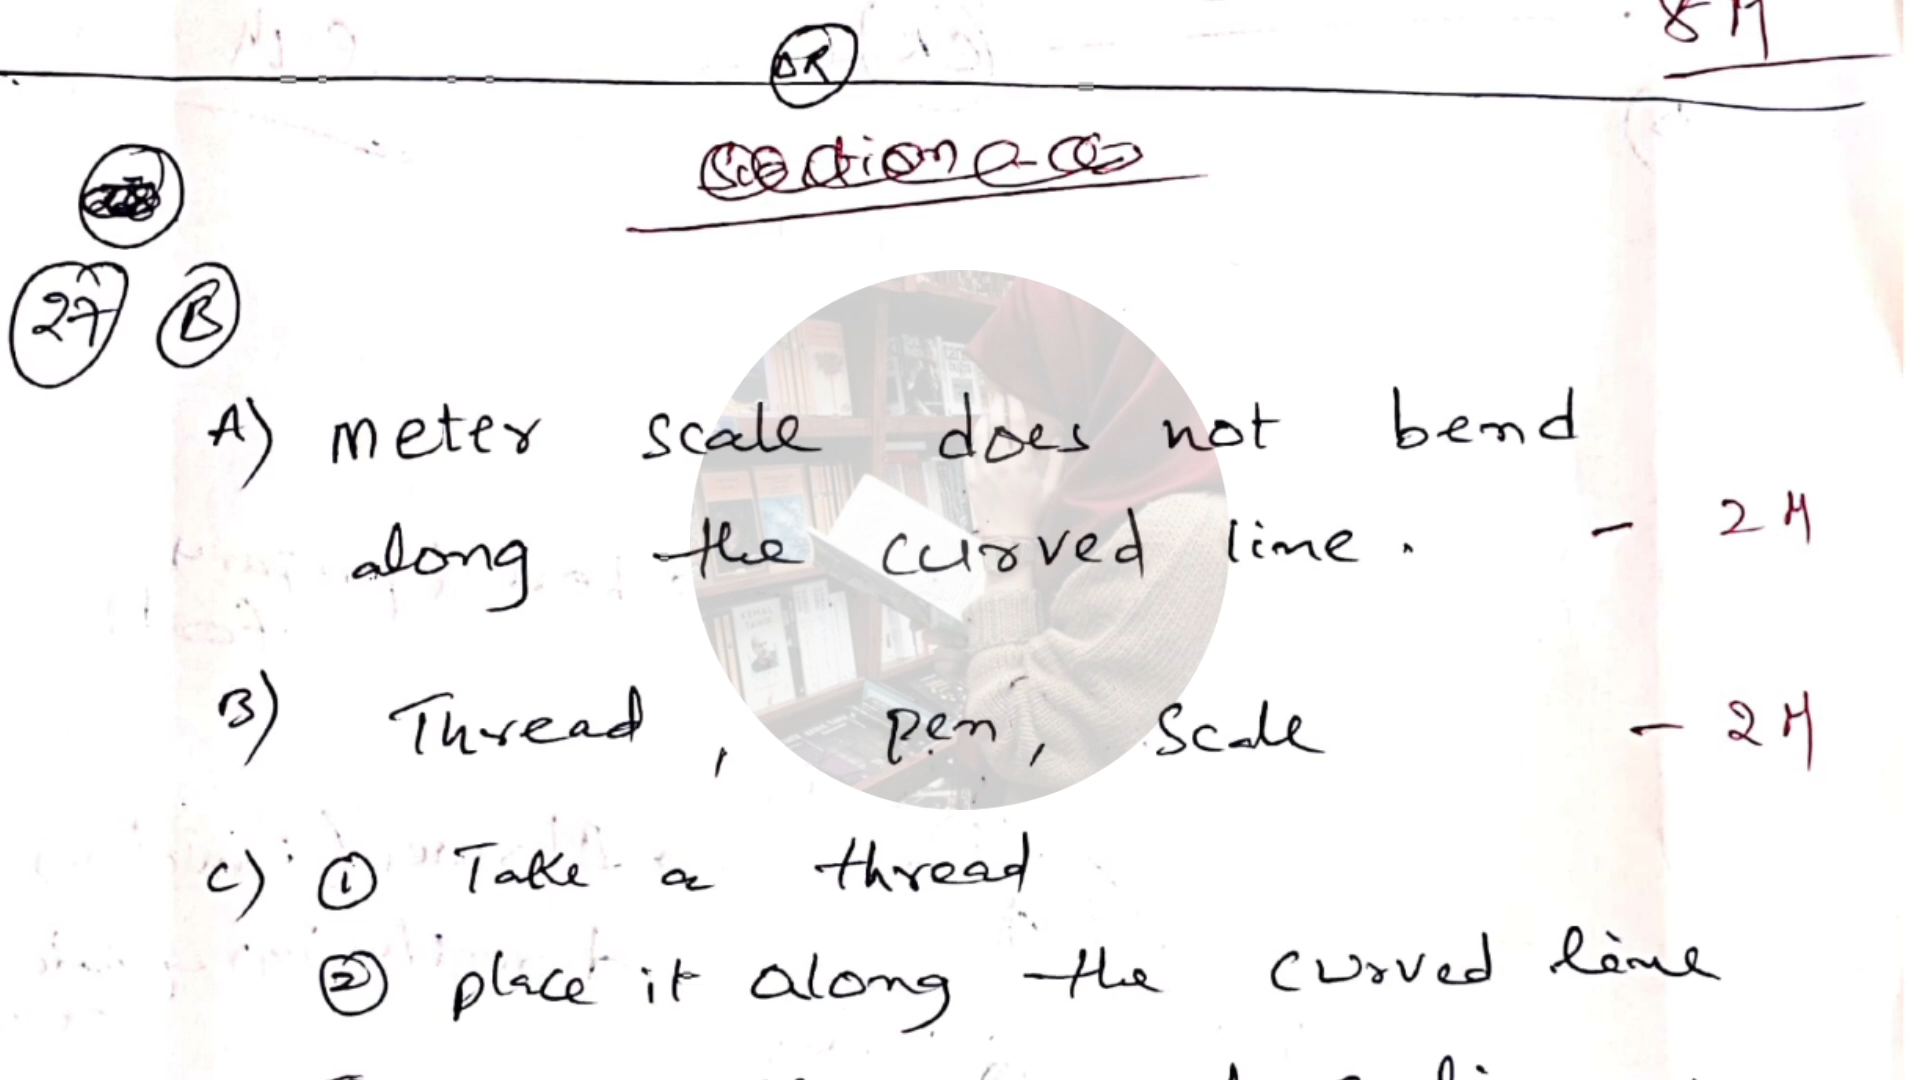 8M
OR
27 B
A) meter scale does not bend
along the curved line. - 2M
B) Thread, pen, Scale - 2M
C) ① Take a thread
② place it along the curved line